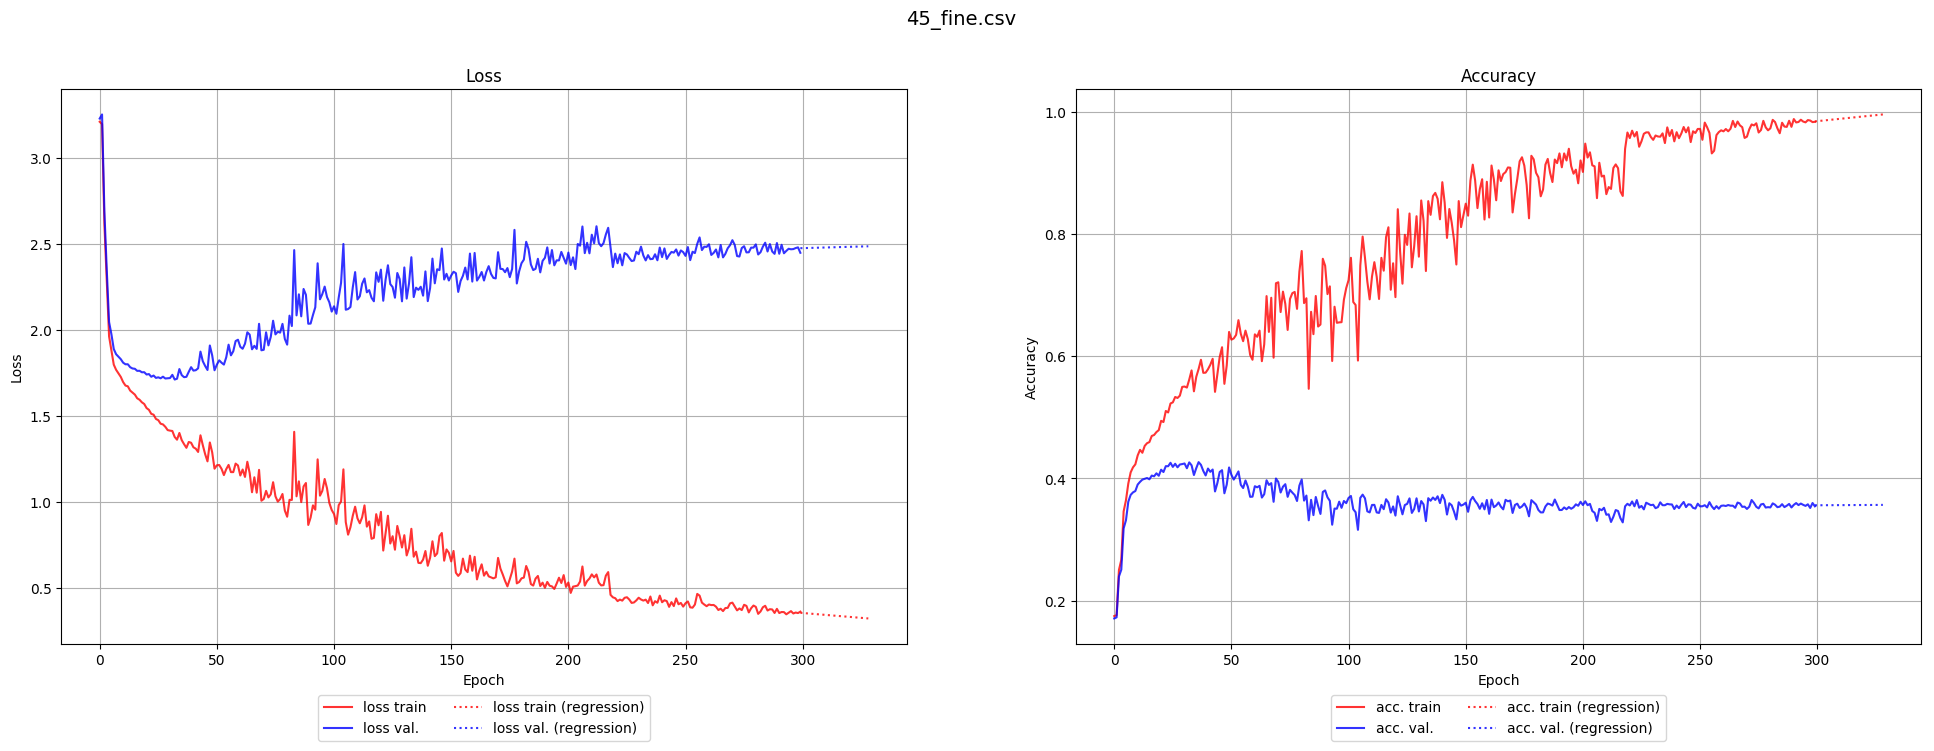 45_fine.csv
Loss
3.0
2.5
2.0
1.5
1.0
0.5
Loss
0 50 100 150 200 250 300
Epoch
loss train
loss val.
loss train (regression)
loss val. (regression)
Accuracy
1.0
0.8
0.6
0.4
0.2
Accuracy
0 50 100 150 200 250 300
Epoch
acc. train
acc. val.
acc. train (regression)
acc. val. (regression)